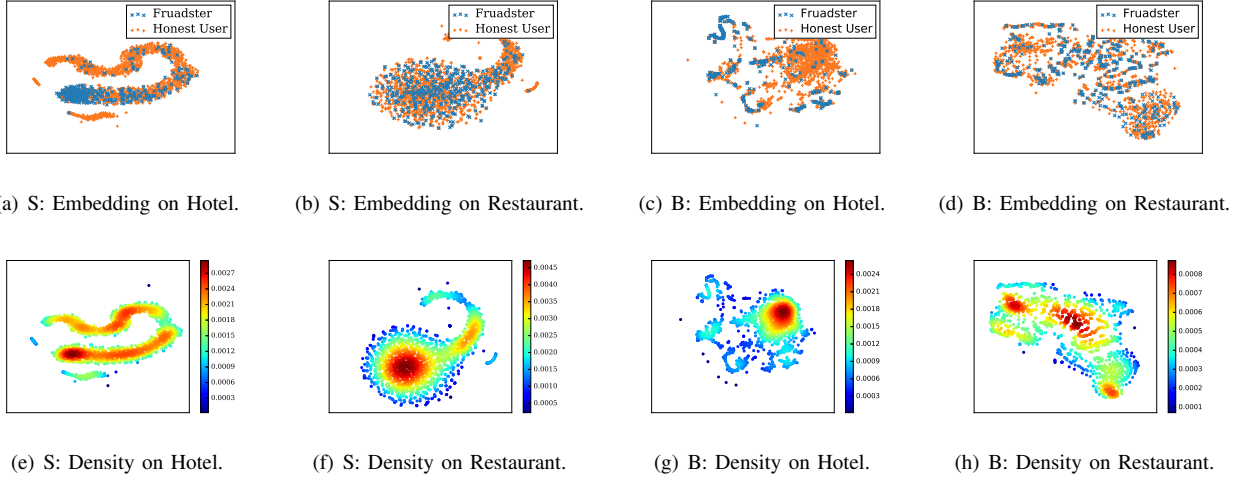 Fruadster
Honest User
Fruadster
Honest User
Fruadster
Honest User
Fruadster
Honest User
a) S: Embedding on Hotel.
(b) S: Embedding on Restaurant.
(c) B: Embedding on Hotel.
(d) B: Embedding on Restaurant.
0.0027
0.0024
0.0021
0.0018
0.0015
0.0012
0.0009
0.0006
0.0003
0.0045
0.0040
0.0035
0.0030
0.0025
0.0020
0.0015
0.0010
0.0005
0.0024
0.0021
0.0018
0.0015
0.0012
0.0009
0.0006
0.0003
0.0008
0.0007
0.0006
0.0005
0.0004
0.0003
0.0002
0.0001
(e) S: Density on Hotel.
(f) S: Density on Restaurant.
(g) B: Density on Hotel.
(h) B: Density on Restaurant.